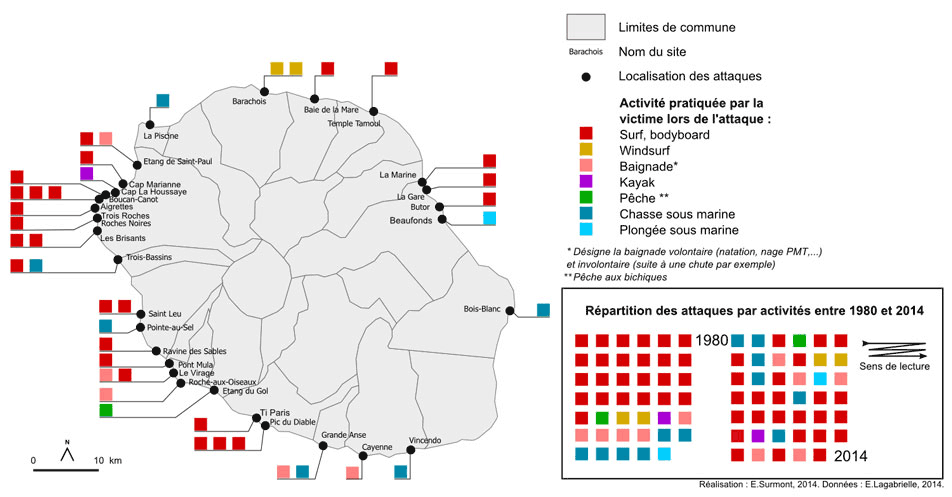 Limites de commune
Barachois
Nom du site
Localisation des attaques
Activité pratiquée par la
victime lors de l'attaque :
Surf, bodyboard
Windsurf
Baignade*
Kayak
Pêche **
Chasse sous marine
Plongée sous marine
* Désigne la baignade volontaire (natation, nage PMT,...)
et involontaire (suite à une chute par exemple)
** Pêche aux bichiques
Répartition des attaques par activités entre 1980 et 2014
1980
Sens de lecture
2014
Barachois
Baie de la Mare
Temple Tamoul
La Piscine
Etang de Saint-Paul
Cap Marianne
Cap La Houssaye
Boucan-Canot
Aigrettes
Trois Roches
Roches Noires
Les Brisants
Trois-Bassins
La Marine
La Gare
Butor
Beaufonds
Bois-Blanc
Saint Leu
Pointe-au-Sel
Ravine des Sables
Pont Mula
Le Virage
Roche-aux-Oiseaux
Etang du Gol
Ti Paris
Pic du Diable
Grande Anse
Cayenne
Vincendo
N
0 10 km
Réalisation : E.Surmont, 2014. Données : E.Lagabrielle, 2014.